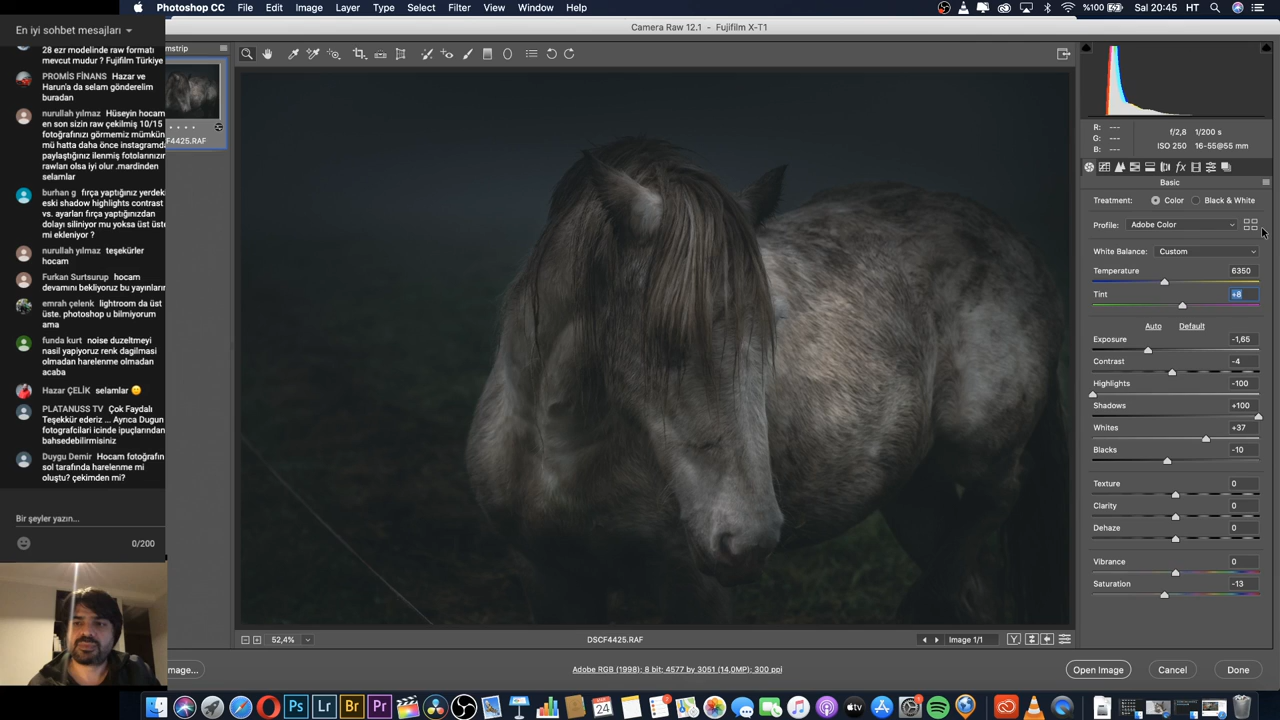 Photoshop CC File Edit Image Layer Type Select Filter View Window Help %100 Sal 20:45 HT
Camera Raw 12.1 - Fujifilm X-T1
En iyi sohbet mesajları
mstrip
28 ezr modelinde raw formatı
mevcut mudur ? Fujifilm Türkiye
PROMİS FİNANS Hazar ve
Harun'a da selam gönderelim
buradan
nurullah yılmaz Hüseyin hocam
en son sizin raw çekilmiş 10/15
fotoğrafınızı görmemiz mümkün
mü hatta daha önce instagramda
paylaştığınız ilenmiş fotolarınızın
rawları olsa iyi olur .mardinden
selamlar
burhan g fırça yaptığınız yerdeki
eski shadow highlights contrast
vs. ayarları fırça yaptığınızdan
dolayı siliniyor mu yoksa üst üste
mi ekleniyor ?
nurullah yılmaz teşekürler
hocam
Furkan Surtsurup hocam
devamını bekliyoruz bu yayınların
emrah çelenk lightroom da üst
üste. photoshop u bilmiyorum
ama
funda kurt noise duzeltmeyi
nasil yapiyoruz renk dagilmasi
olmadan harelenme olmadan
acaba
Hazar ÇELİK selamlar
PLATANUSS TV Çok Faydalı
Teşekkür ederiz ... Ayrıca Dugun
fotografcilari icinde ipuçlarından
bahsedebilirmisiniz
Duygu Demir Hocam fotoğrafın
sol tarafında harelenme mi
oluştu? çekimden mi?
Bir şeyler yazın...
0/200
F4425.RAF
R: ---
G: ---
B: ---
f/2,8 1/200 s
ISO 250 16-55@55 mm
Basic
Treatment: Color Black & White
Profile: Adobe Color
White Balance: Custom
Temperature 6350
Tint +8
Auto Default
Exposure -1,65
Contrast -4
Highlights -100
Shadows +100
Whites +37
Blacks -10
Texture 0
Clarity 0
Dehaze 0
Vibrance 0
Saturation -13
52,4% DSCF4425.RAF Image 1/1 Y
mage... Adobe RGB (1998); 8 bit; 4577 by 3051 (14,0MP); 300 ppi Open Image Cancel Done
Ps Lr Br Pr 24